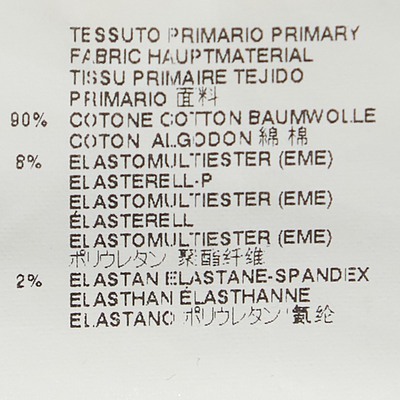 TESSUTO PRIMARIO PRIMARY
FABRIC HAUPTMATERIAL
TISSU PRIMAIRE TEJIDO
PRIMARIO 面料
90% COTONE COTTON BAUMWOLLE
COTON ALGODON 綿 棉
8% ELASTOMULTIESTER (EME)
ELASTERELL-P
ELASTOMULTIESTER (EME)
ÉLASTERELL
ELASTOMULTIESTER (EME)
ポリウレタン 聚酯纤维
2% ELASTAN ELASTANE-SPANDEX
ELASTHAN ÉLASTHANNE
ELASTANO ポリウレタン 氨纶